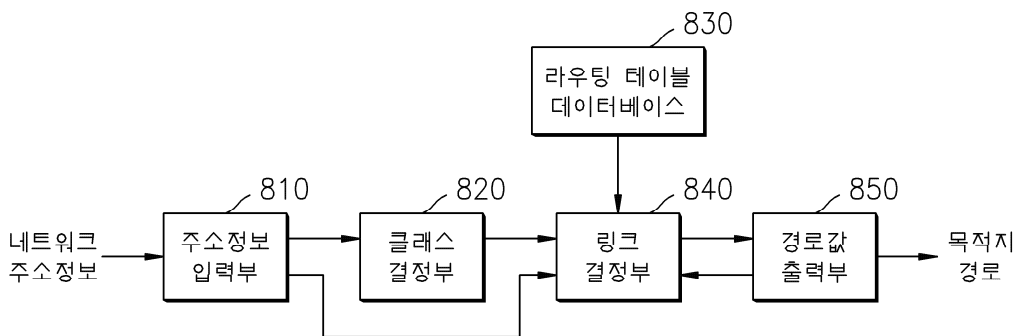 830
라우팅 테이블
데이터베이스
810
820
840
850
네트워크
주소정보
주소정보
입력부
클래스
결정부
링크
결정부
경로값
출력부
목적지
경로